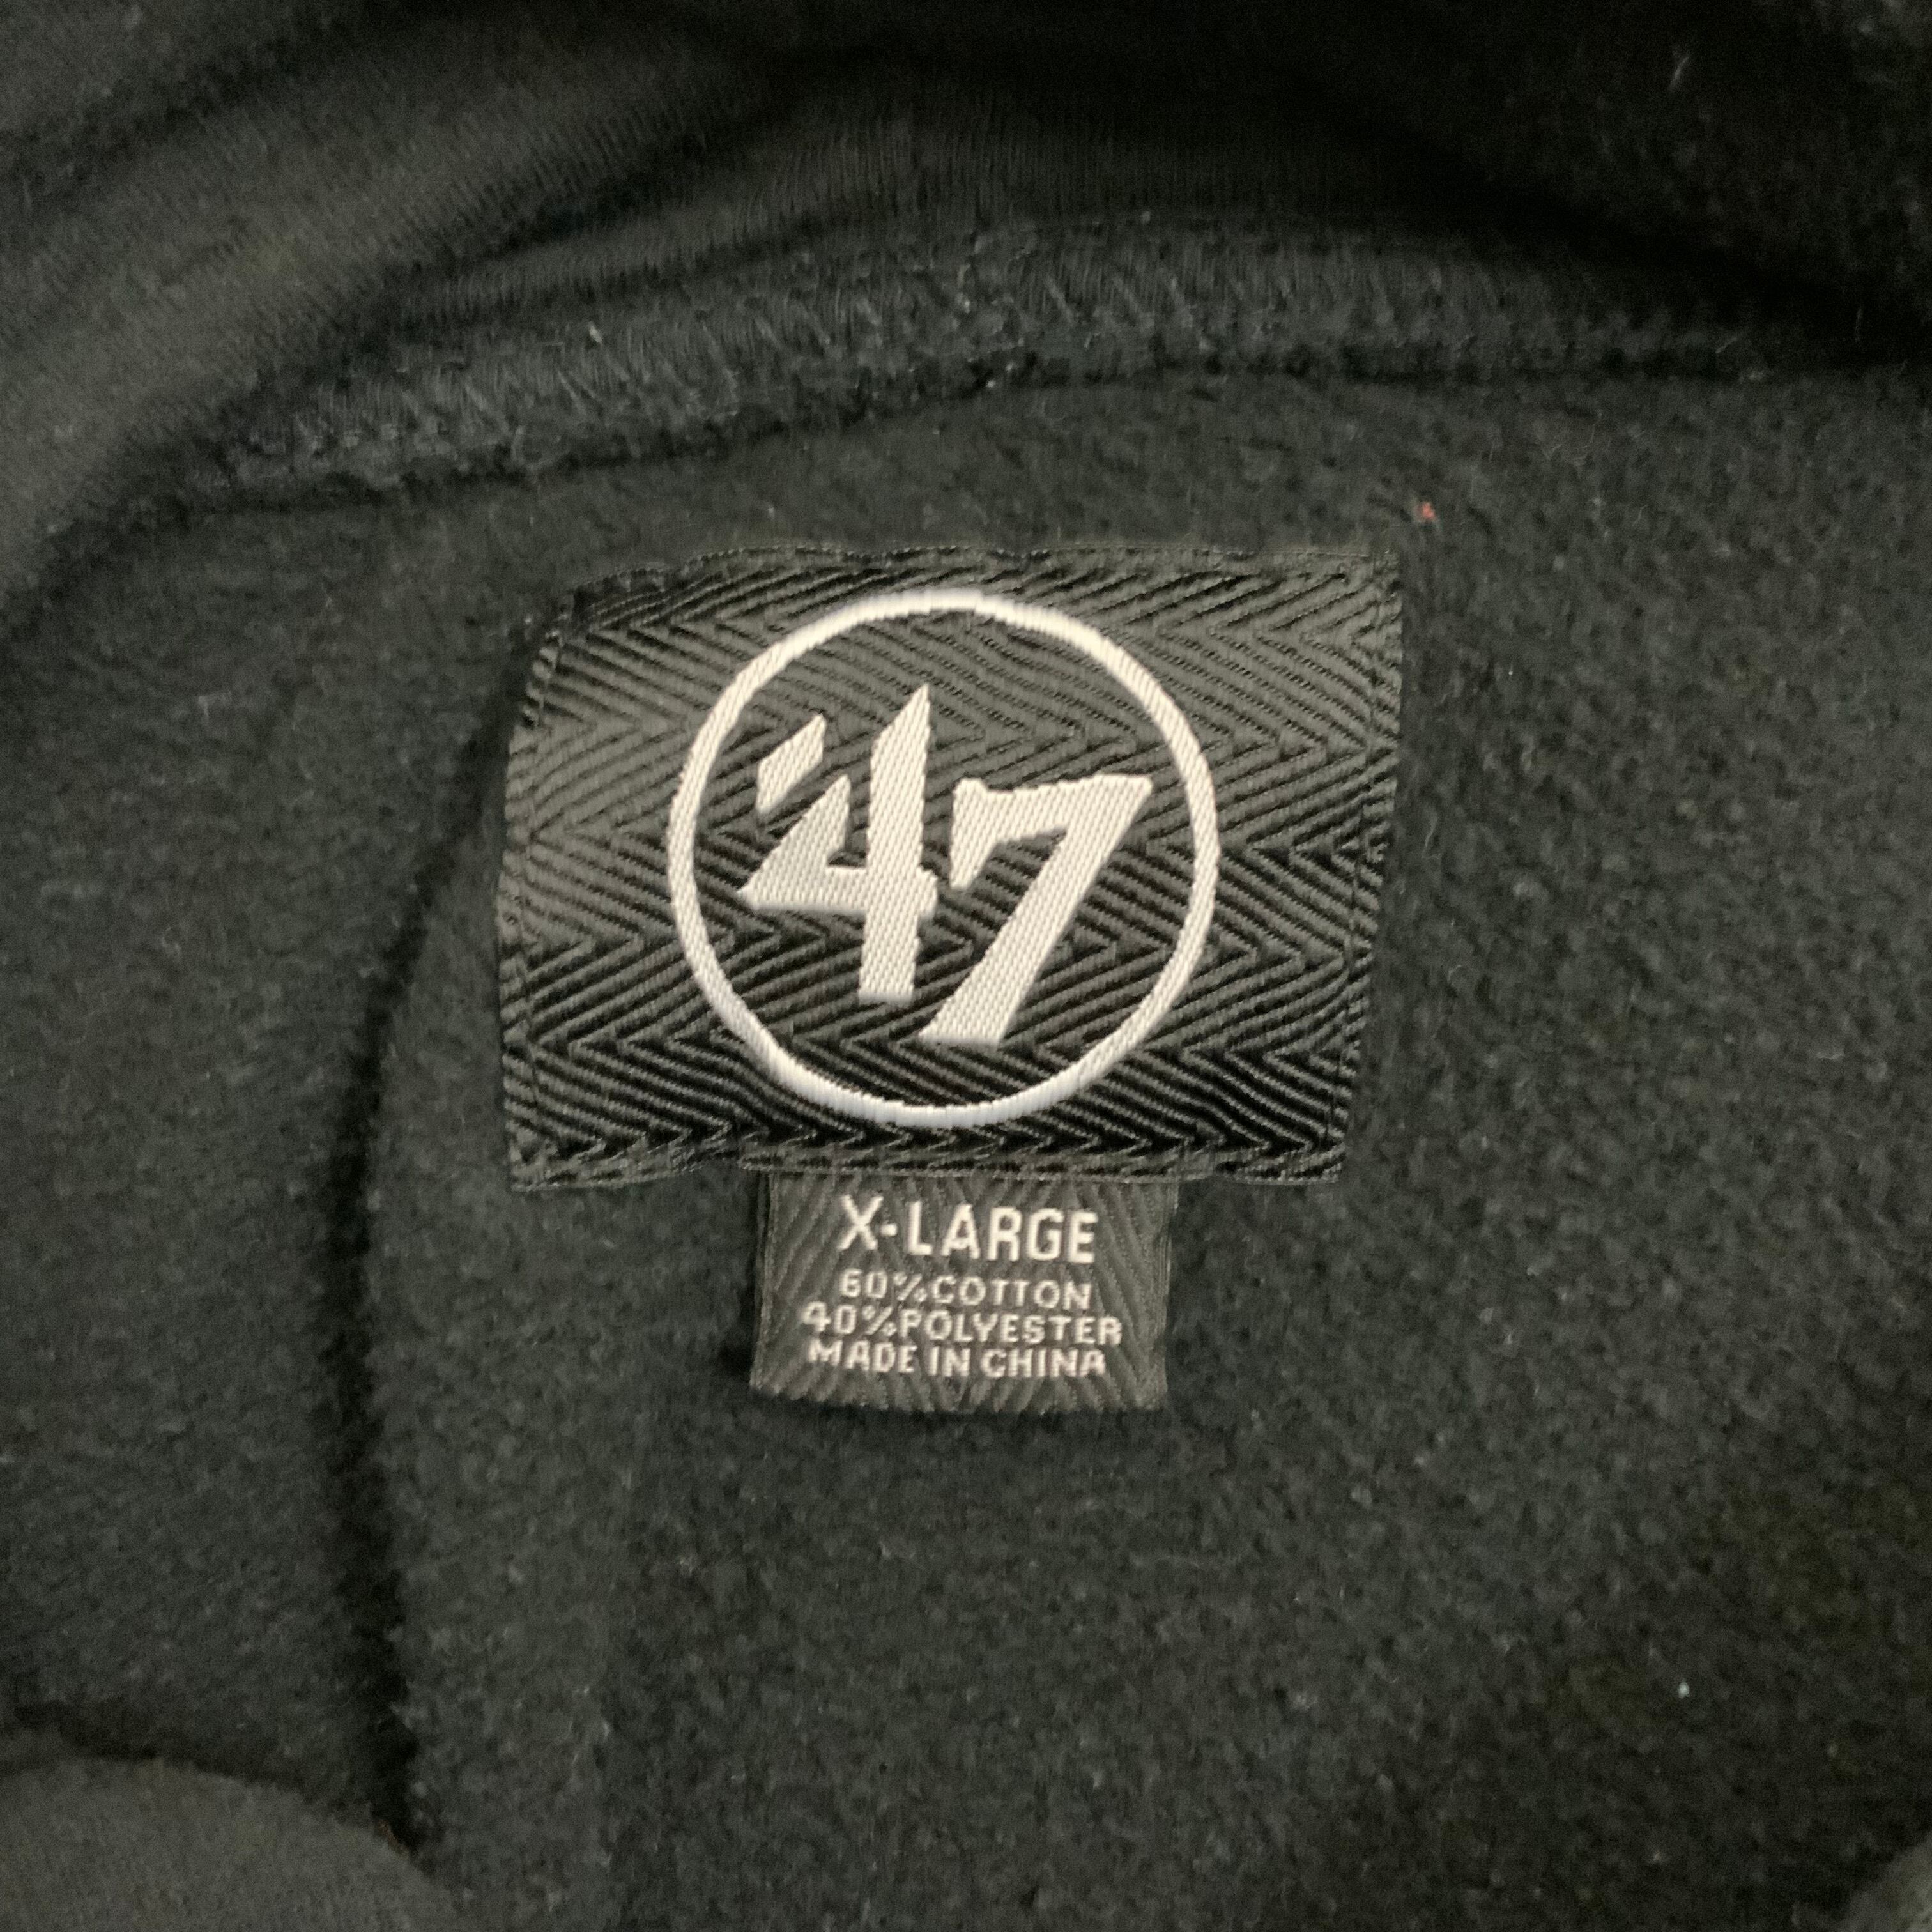 '47
X-LARGE
60%COTTON
40%POLYESTER
MADE IN CHINA